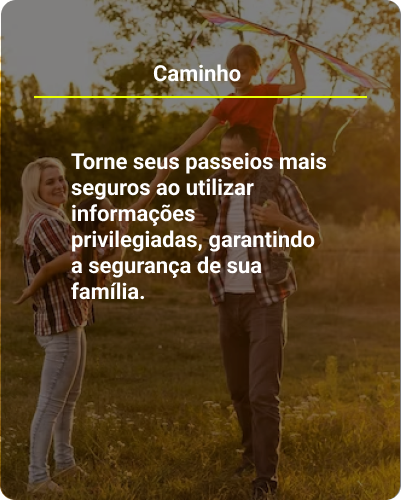 Caminho
Torne seus passeios mais
seguros ao utilizar
informações
privilegiadas, garantindo
a segurança de sua
família.